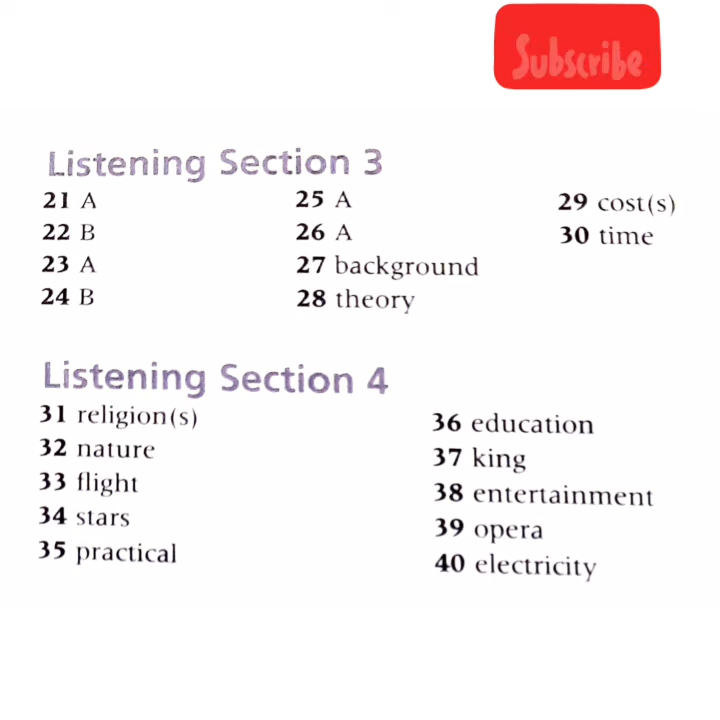 Subscribe
Listening Section 3
21 A
22 B
23 A
24 B
25 A
26 A
27 background
28 theory
29 cost(s)
30 time
Listening Section 4
31 religion(s)
32 nature
33 flight
34 stars
35 practical
36 education
37 king
38 entertainment
39 opera
40 electricity